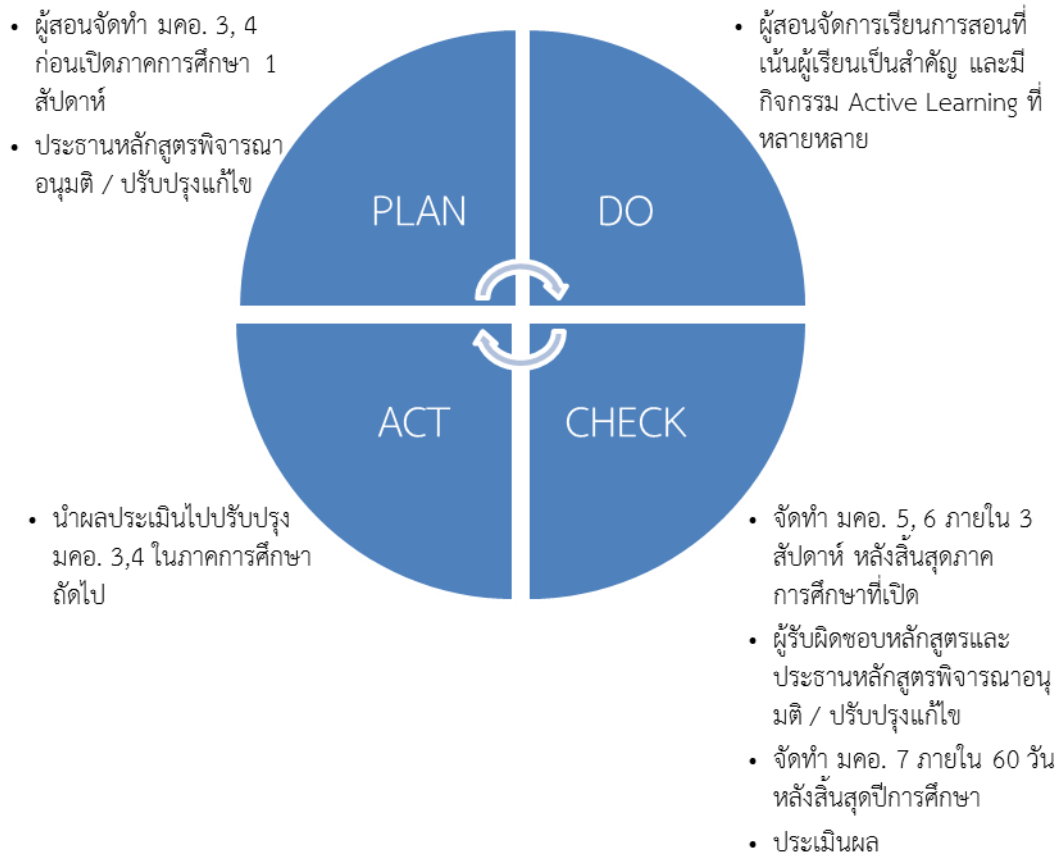 • ผู้สอนจัดทำ มคอ. 3, 4
ก่อนเปิดภาคการศึกษา 1
สัปดาห์
• ประธานหลักสูตรพิจารณา
อนุมติ / ปรับปรุงแก้ไข
• ผู้สอนจัดการเรียนการสอนที่
เน้นผู้เรียนเป็นสำคัญ และมี
กิจกรรม Active Learning ที่
หลายหลาย
PLAN
DO
ACT
CHECK
• นำผลประเมินไปปรับปรุง
มคอ. 3,4 ในภาคการศึกษา
ถัดไป
• จัดทำ มคอ. 5, 6 ภายใน 3
สัปดาห์ หลังสิ้นสุดภาค
การศึกษาที่เปิด
• ผู้รับผิดชอบหลักสูตรและ
ประธานหลักสูตรพิจารณาอนุ
มติ / ปรับปรุงแก้ไข
• จัดทำ มคอ. 7 ภายใน 60 วัน
หลังสิ้นสุดปีการศึกษา
• ประเมินผล